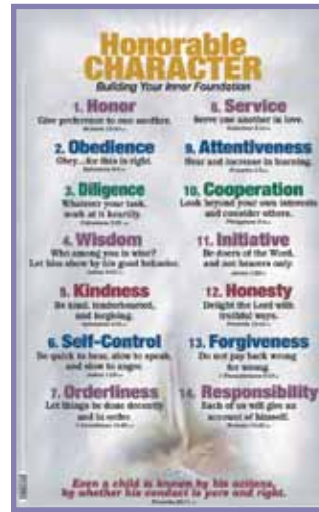 Honorable
CHARACTER
Building Your Inner Foundation
1. Honor
Give preference to one another.
2. Obedience
Obey...for this is right.
3. Diligence
Whatever your task,
work at it heartily.
4. Wisdom
Who among you is wise?
Let him show by his good behavior.
5. Kindness
Be kind, tenderhearted,
and forgiving.
6. Self-Control
Be quick to hear, slow to speak,
and slow to anger.
7. Orderliness
Let things be done decently
and in order.
8. Service
Serve one another in love.
9. Attentiveness
Hear and increase in learning.
10. Cooperation
Look beyond your own interests
and consider others.
11. Initiative
Be doers of the Word,
and not hearers only.
12. Honesty
Delight the Lord with
truthful ways.
13. Forgiveness
Do not pay back wrong
for wrong.
14. Responsibility
Each of us will give an
account of himself.
Even a child is known by his actions,
by whether his conduct is pure and right.